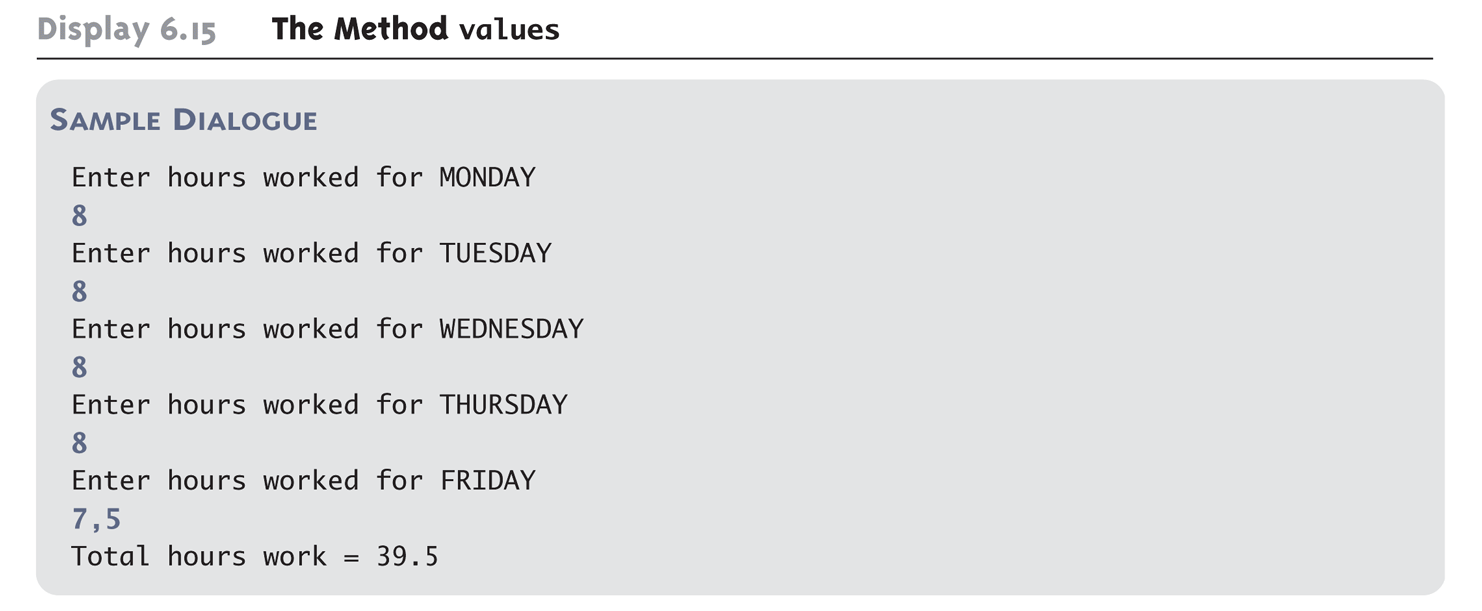 Display 6.15 The Method values
SAMPLE DIALOGUE
Enter hours worked for MONDAY
8
Enter hours worked for TUESDAY
8
Enter hours worked for WEDNESDAY
8
Enter hours worked for THURSDAY
8
Enter hours worked for FRIDAY
7,5
Total hours work = 39.5